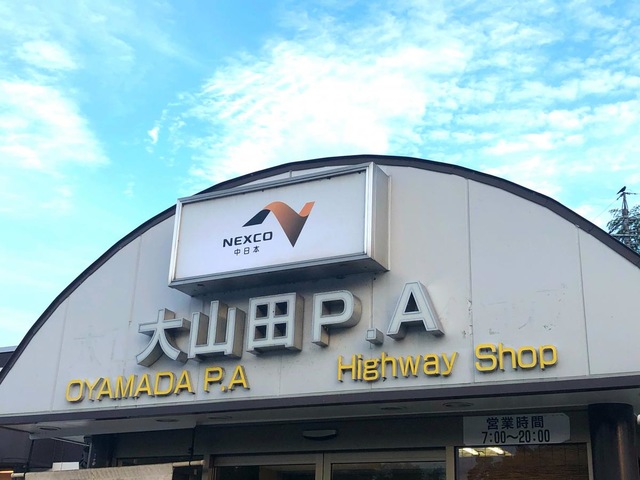 NEXCO
中日本
大山田P.A
OYAMADA P.A
Highway Shop
営業時間
7:00～20:00